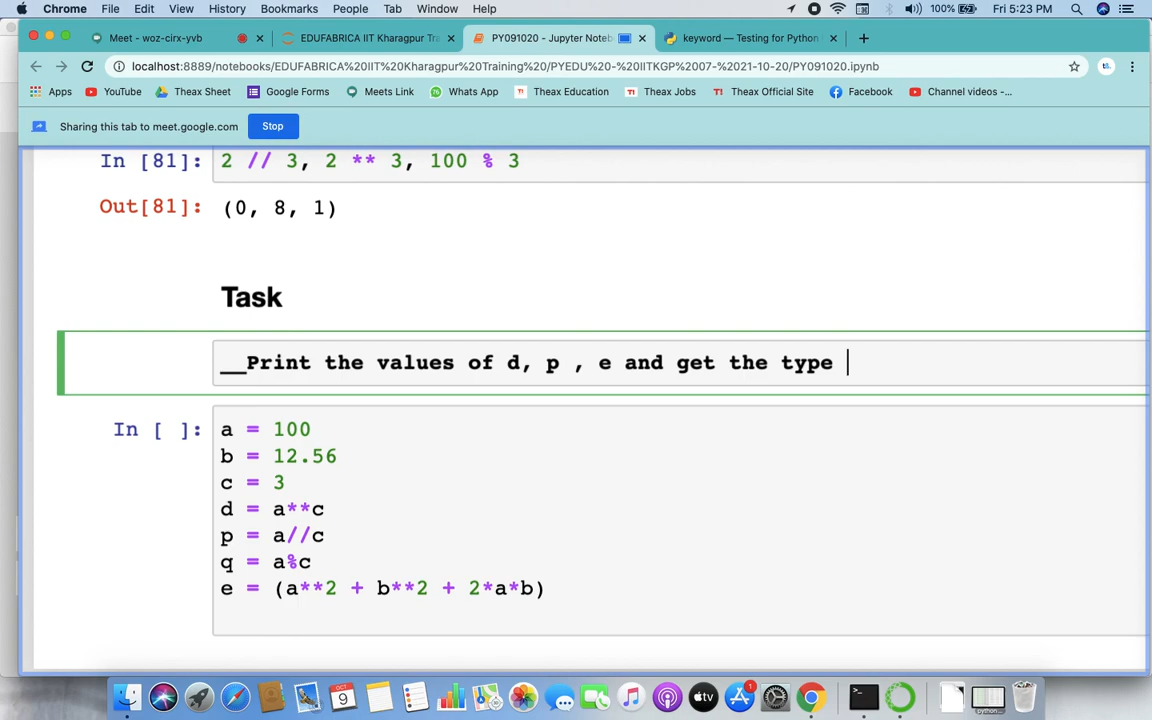 Chrome File Edit View History Bookmarks People Tab Window Help 100% Fri 5:23 PM
Meet - woz-cirx-yvb EDUFABRICA IIT Kharagpur Tra PY091020 - Jupyter Noteb keyword — Testing for Python
localhost:8889/notebooks/EDUFABRICA%20IIT%20Kharagpur%20Training%20/PYEDU%20-%20IITKGP%2007-%2021-10-20/PY091020.ipynb
Apps YouTube Theax Sheet Google Forms Meets Link Whats App Theax Education Theax Jobs Theax Official Site Facebook Channel videos -...
Sharing this tab to meet.google.com Stop
In [81]: 2 // 3, 2 ** 3, 100 % 3
Out[81]: (0, 8, 1)
Task
__Print the values of d, p , e and get the type
In [ ]: a = 100
b = 12.56
c = 3
d = a**c
p = a//c
q = a%c
e = (a**2 + b**2 + 2*a*b)
OCT
9
tv
1